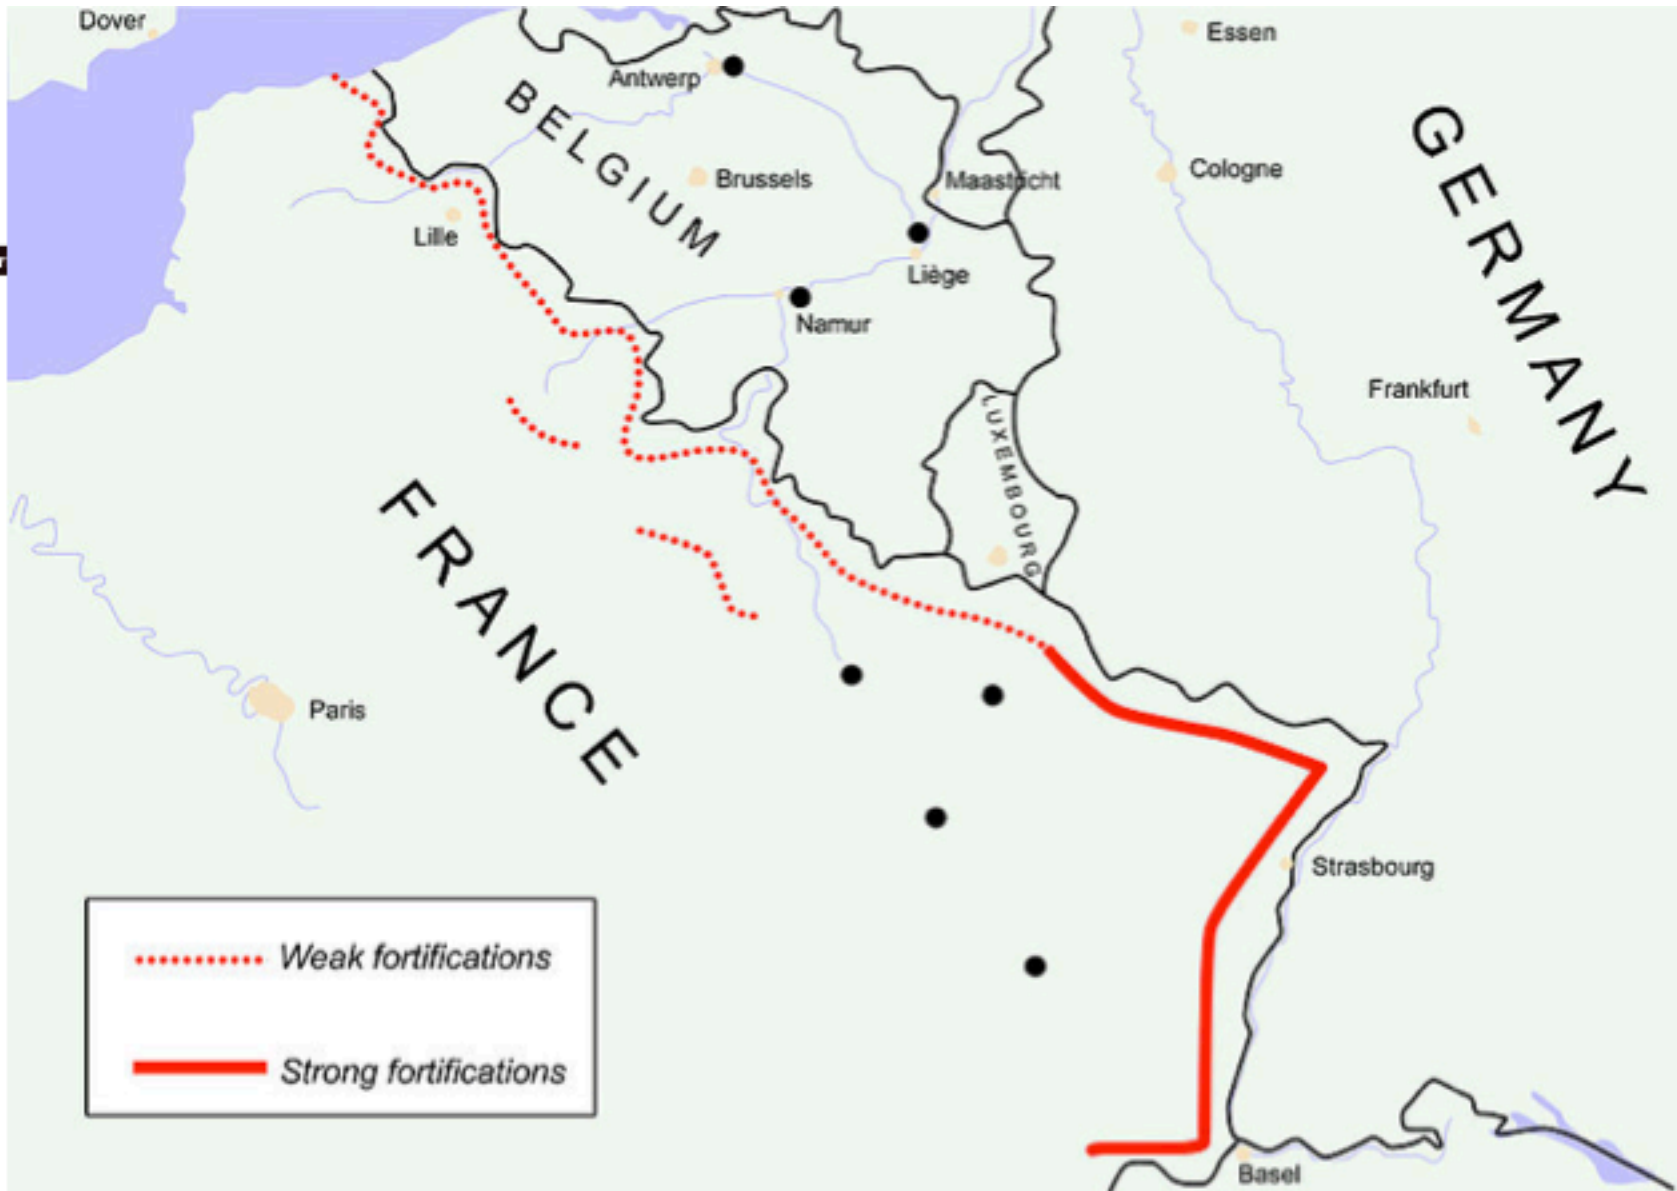 Dover
Essen
Antwerp
BELGIUM
GERMANY
Brussels
Maastricht
Cologne
Lille
Liège
Namur
Frankfurt
LUXEMBOURG
FRANCE
Paris
Strasbourg
Weak fortifications
Strong fortifications
Basel